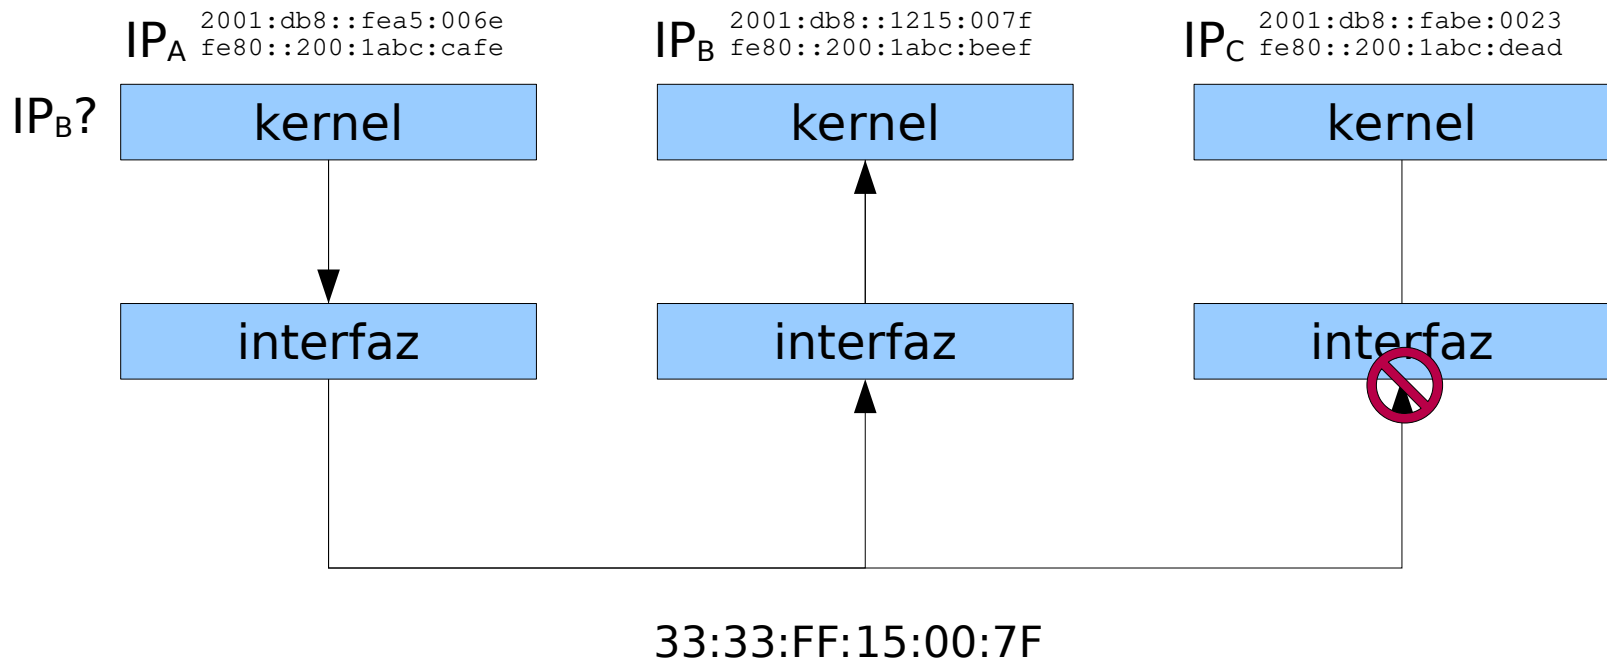 IPA 2001:db8::fea5:006e
fe80::200:1abc:cafe
IPB 2001:db8::1215:007f
fe80::200:1abc:beef
IPC 2001:db8::fabe:0023
fe80::200:1abc:dead
IPB?
kernel
kernel
kernel
interfaz
interfaz
interfaz
33:33:FF:15:00:7F